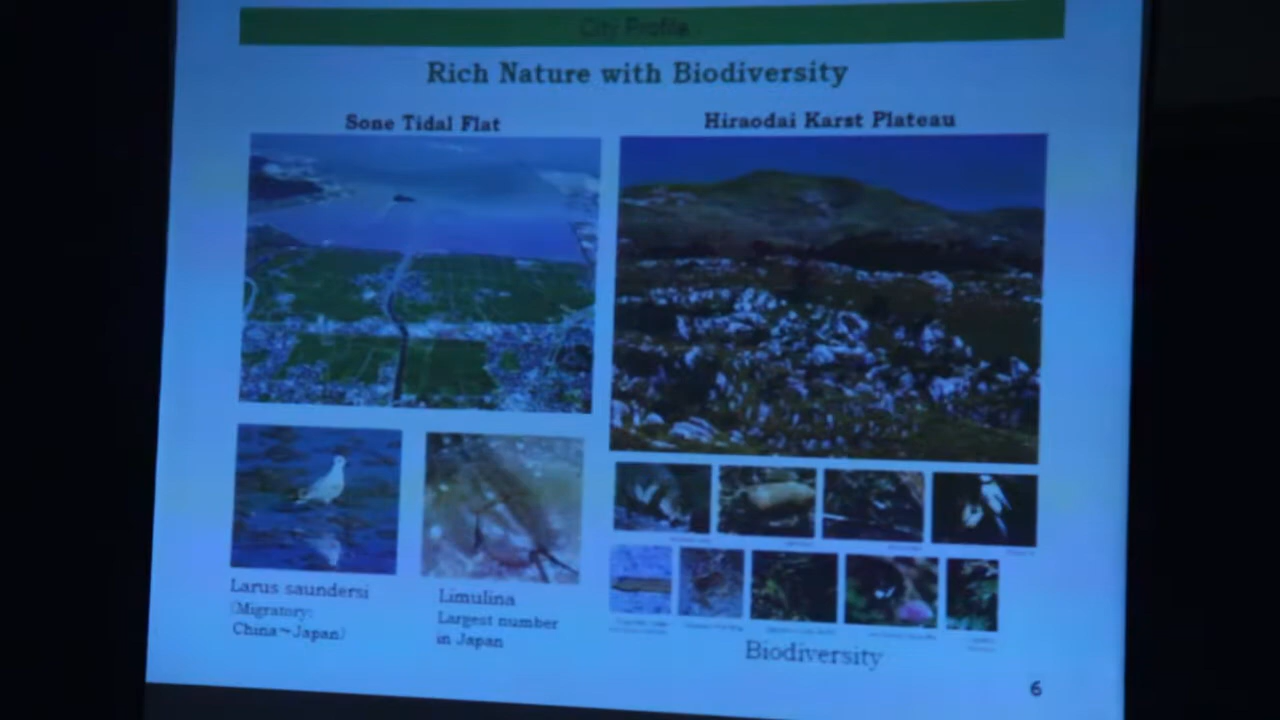 City Profile
Rich Nature with Biodiversity
Sone Tidal Flat
Hiraodai Karst Plateau
Larus saundersi
(Migratory:
China~Japan)
Limulina
Largest number
in Japan
Biodiversity
6